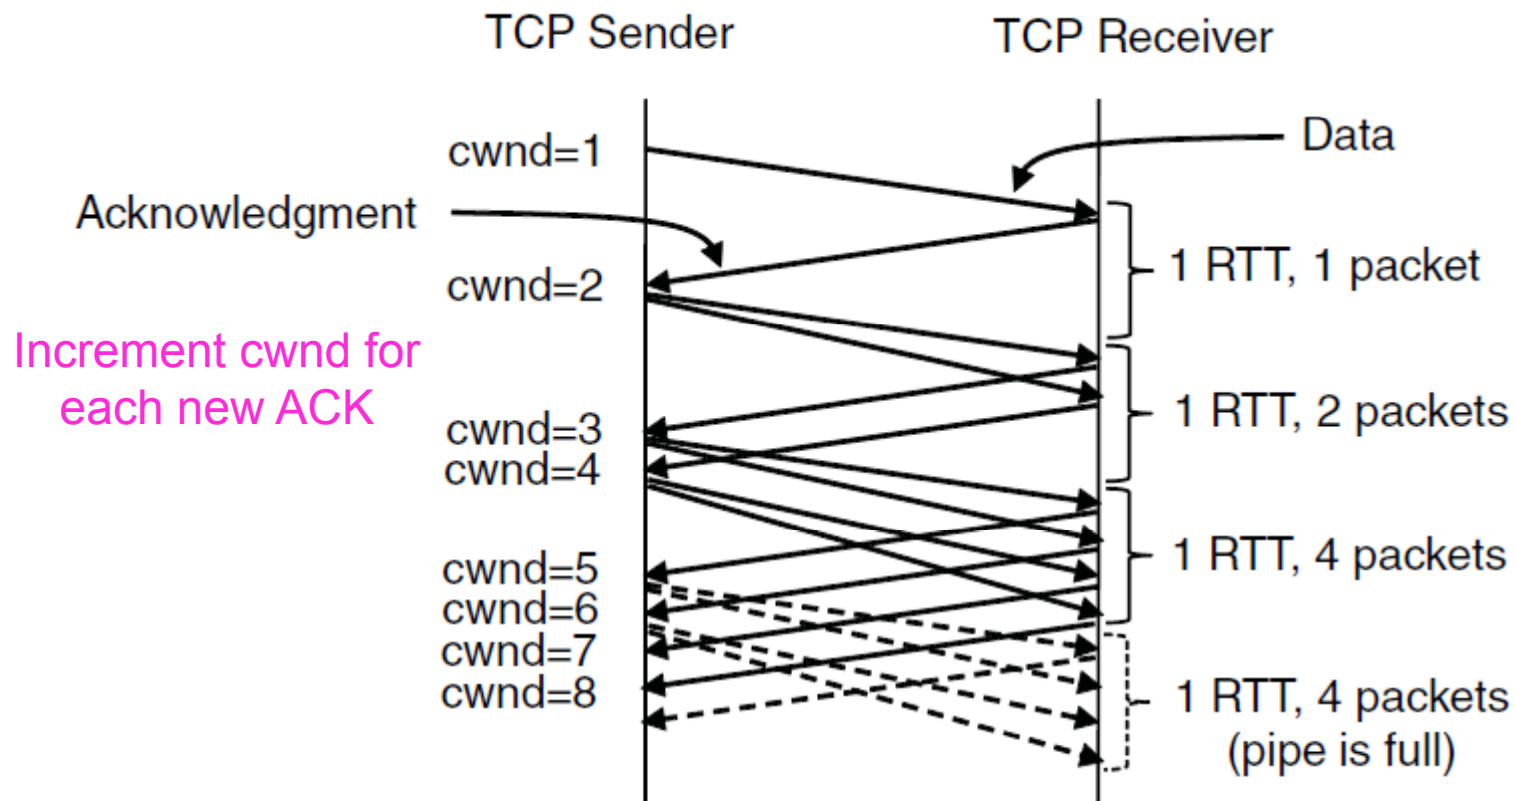 TCP Sender
TCP Receiver
cwnd=1
Data
Acknowledgment
1 RTT, 1 packet
cwnd=2
Increment cwnd for
each new ACK
1 RTT, 2 packets
cwnd=3
cwnd=4
1 RTT, 4 packets
cwnd=5
cwnd=6
cwnd=7
cwnd=8
1 RTT, 4 packets
(pipe is full)